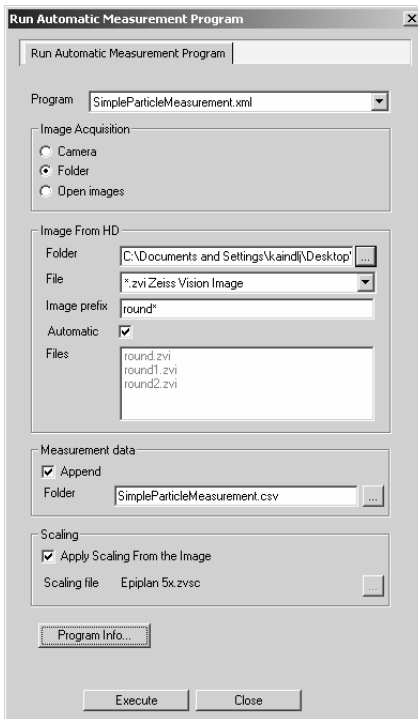 Run Automatic Measurement Program
Run Automatic Measurement Program
Program SimpleParticleMeasurement.xml
Image Acquisition
Camera
Folder
Open images
Image From HD
Folder C:\Documents and Settings\kaindlj\Desktop\ ...
File *.zvi Zeiss Vision Image
Image prefix round*
Automatic
Files round.zvi
round1.zvi
round2.zvi
Measurement data
Append
Folder SimpleParticleMeasurement.csv ...
Scaling
Apply Scaling From the Image
Scaling file Epiplan 5x.zvsc ...
Program Info...
Execute Close